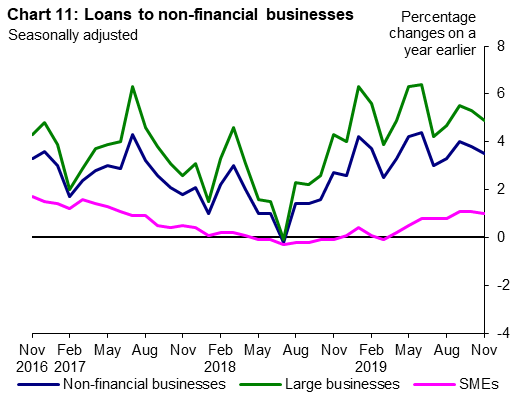 Chart 11: Loans to non-financial businesses
Seasonally adjusted
Percentage
changes on a
year earlier
8
6
4
2
0
-2
-4
Nov Feb May Aug Nov Feb May Aug Nov Feb May Aug Nov
2016 2017 2018 2019
Non-financial businesses Large businesses SMEs